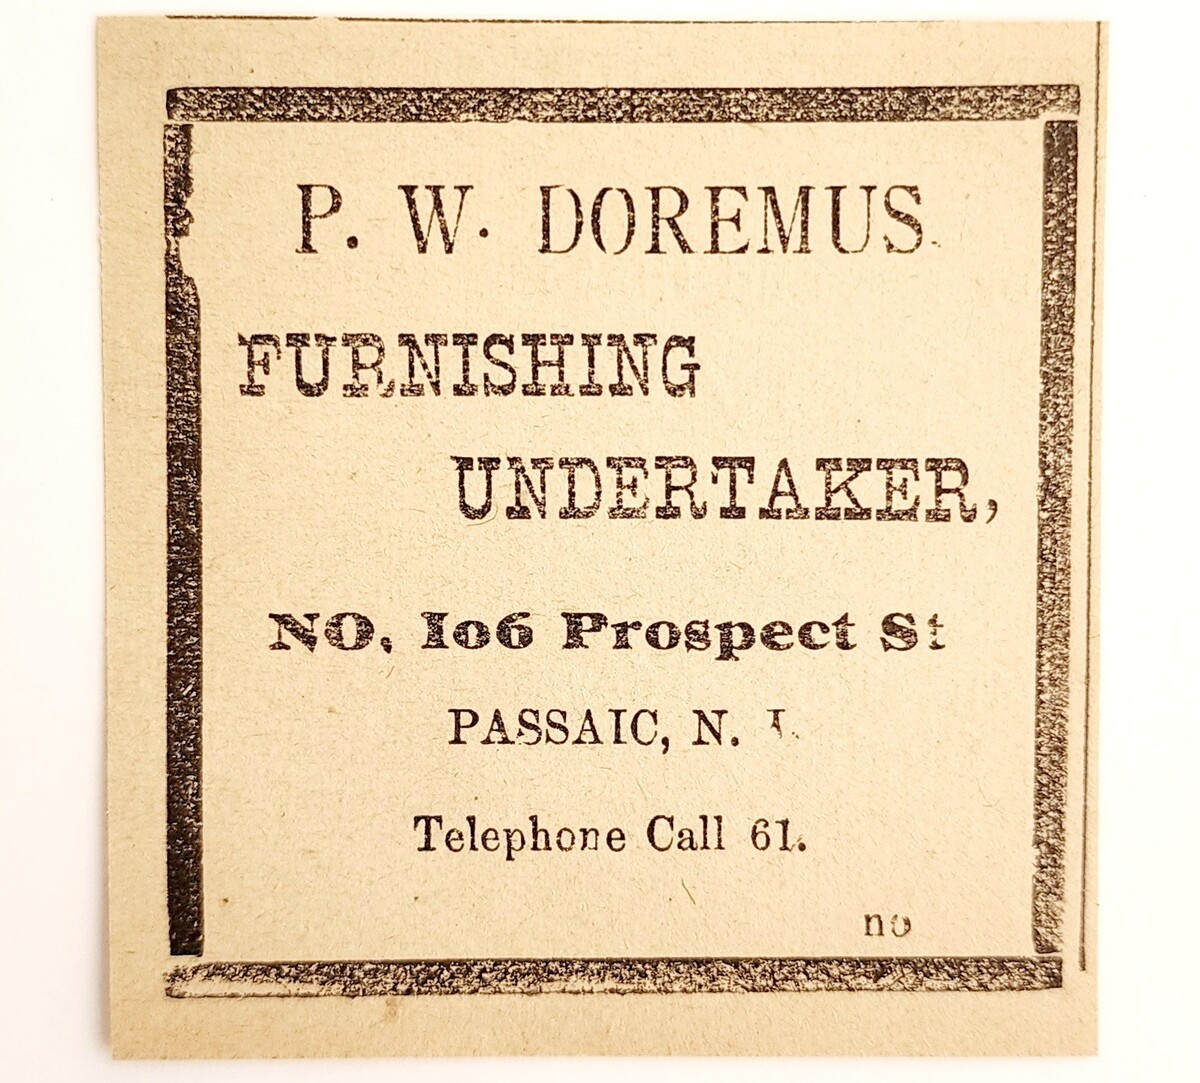 P. W. DOREMUS.
FURNISHING
UNDERTAKER,
NO, Io6 Prospect St
PASSAIC, N. J.
Telephone Call 61.
no